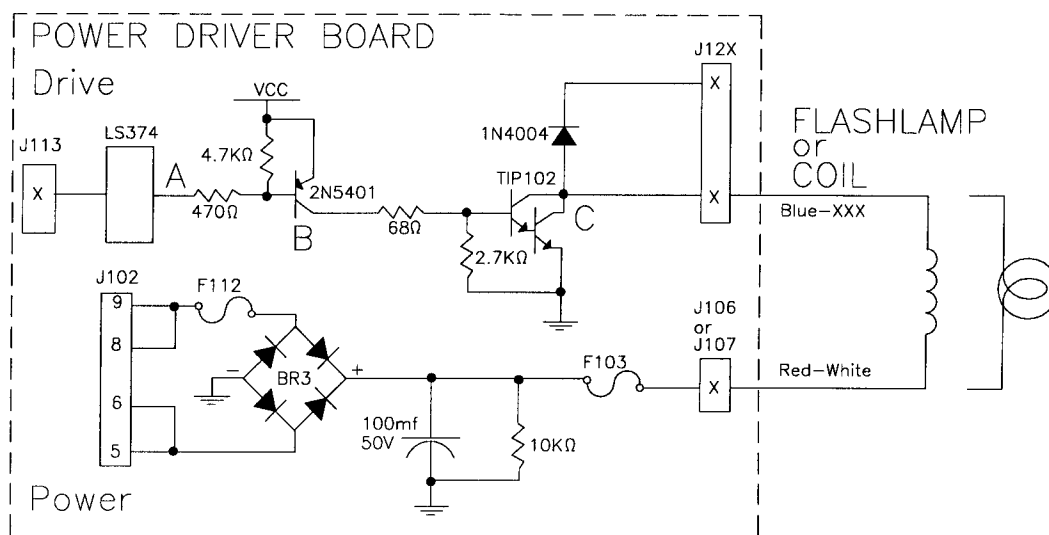 POWER DRIVER BOARD
Drive
J12X
X
X
VCC
LS374
J113
X
A
4.7KΩ
470Ω
2N5401
B
68Ω
1N4004
TIP102
C
2.7KΩ
FLASHLAMP
or
COIL
Blue-XXX
J102
9
8
6
5
F112
BR3
-
+
100mf
50V
10KΩ
F103
J106
or
J107
X
Red-White
Power